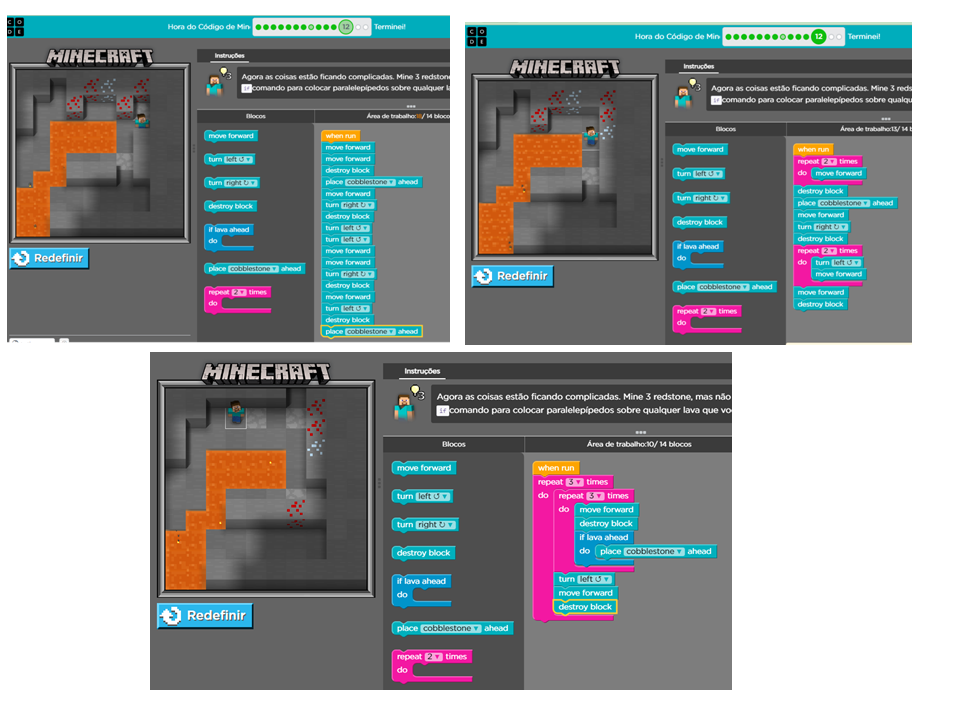 CO
DE
Hora do Código de Min
12
Terminei!
MINECRAFT
Redefinir
Instruções
3
Agora as coisas estão ficando complicadas. Mine 3 redstone
if comando para colocar paralelepípedos sobre qualquer la
Blocos
Área de trabalho: / 14 bloco
move forward
turn left
turn right
destroy block
if lava ahead
do
place cobblestone ahead
repeat 2 times
do
when run
move forward
move forward
destroy block
place cobblestone ahead
move forward
turn right
destroy block
turn left
turn left
move forward
move forward
turn right
destroy block
move forward
turn left
destroy block
place cobblestone ahead
CO
DE
Hora do Código de Min
12
Terminei!
MINECRAFT
Redefinir
Instruções
3
Agora as coisas estão ficando complicadas. Mine 3 reds
if comando para colocar paralelepípedos sobre qualqu
Blocos
Área de trabalho:13/ 14 b
move forward
turn left
turn right
destroy block
if lava ahead
do
place cobblestone ahead
repeat 2 times
do
when run
repeat 2 times
do move forward
destroy block
place cobblestone ahead
move forward
turn right
destroy block
repeat 2 times
do turn left
move forward
move forward
destroy block
MINECRAFT
Redefinir
Instruções
3
Agora as coisas estão ficando complicadas. Mine 3 redstone, mas não
if comando para colocar paralelepípedos sobre qualquer lava que vo
Blocos
Área de trabalho:10/ 14 blocos
move forward
turn left
turn right
destroy block
if lava ahead
do
place cobblestone ahead
repeat 2 times
do
when run
repeat 3 times
do repeat 3 times
do move forward
destroy block
if lava ahead
do place cobblestone ahead
turn left
move forward
destroy block